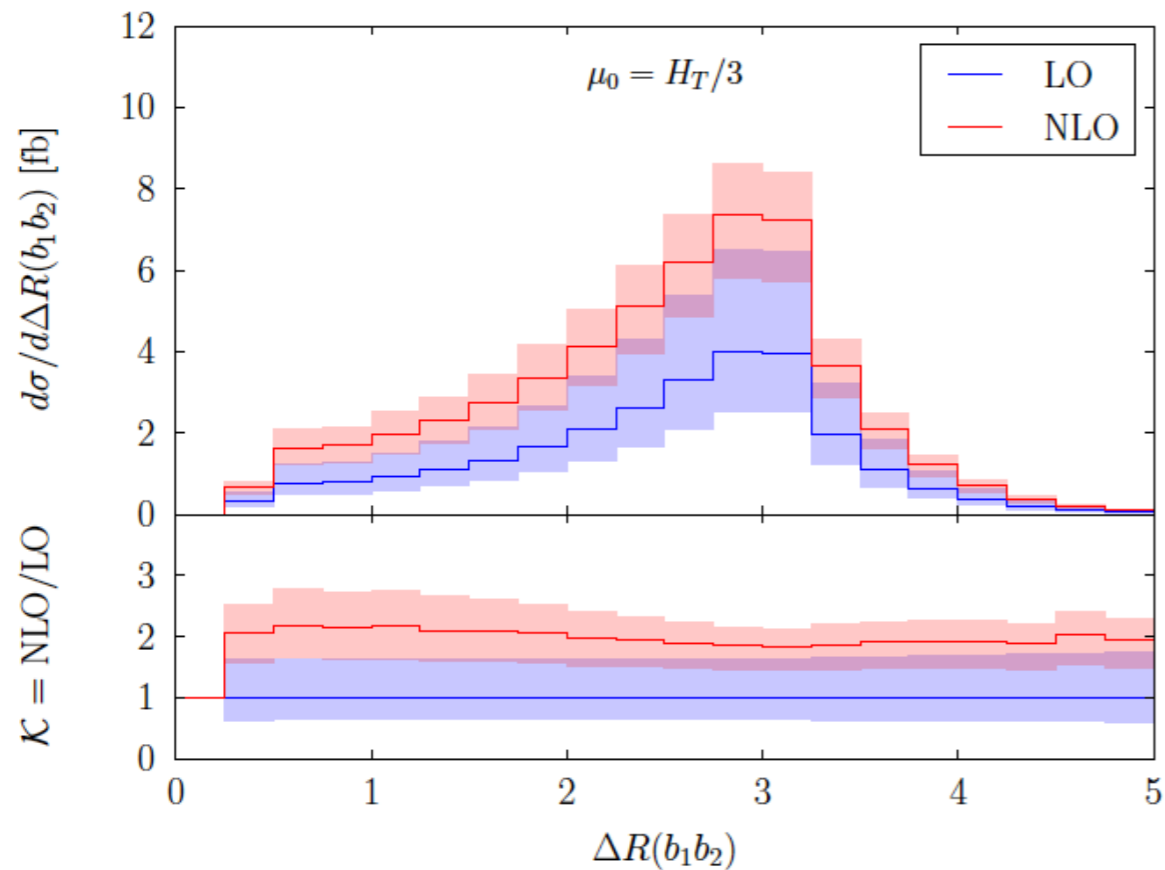 12
10
8
6
4
2
0
dσ/dΔR(b₁b₂) [fb]
μ₀ = H_T/3
LO
NLO
3
2
1
0
𝒦 = NLO/LO
0 1 2 3 4 5
ΔR(b₁b₂)